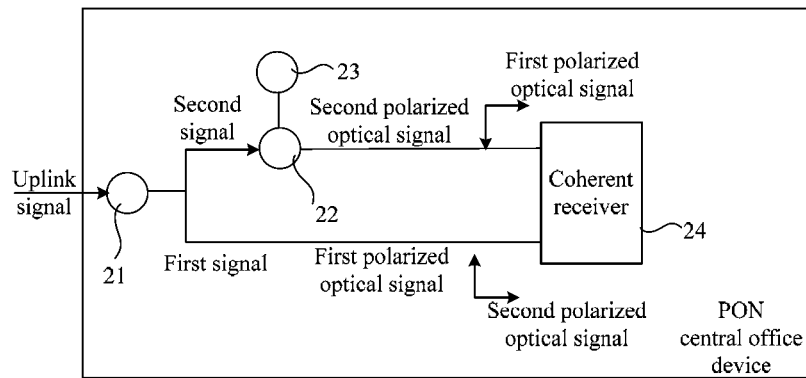 23
First polarized
optical signal
Second
signal
Second polarized
optical signal
Uplink
signal
22
Coherent
receiver
24
21
First signal
First polarized
optical signal
Second polarized
optical signal
PON
central office
device